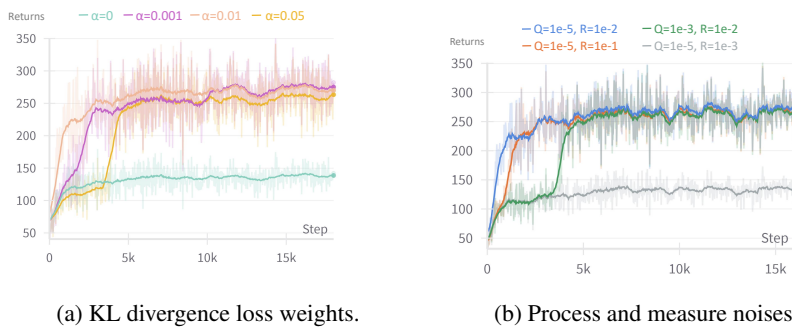 Returns
α=0 α=0.001 α=0.01 α=0.05
350
300
250
200
150
100
50
Step
0 5k 10k 15k
(a) KL divergence loss weights.
Q=1e-5, R=1e-2 Q=1e-3, R=1e-2
Returns
Q=1e-5, R=1e-1 Q=1e-5, R=1e-3
350
300
250
200
150
100
50
Step
0 5k 10k 15k
(b) Process and measure noises